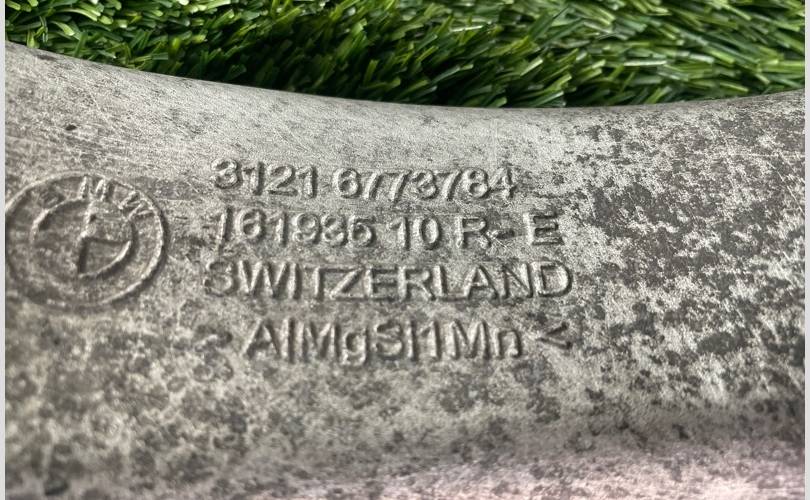 BMW
3121 6773784
161935 10 R- E
SWITZERLAND
>AlMgSi1Mn<